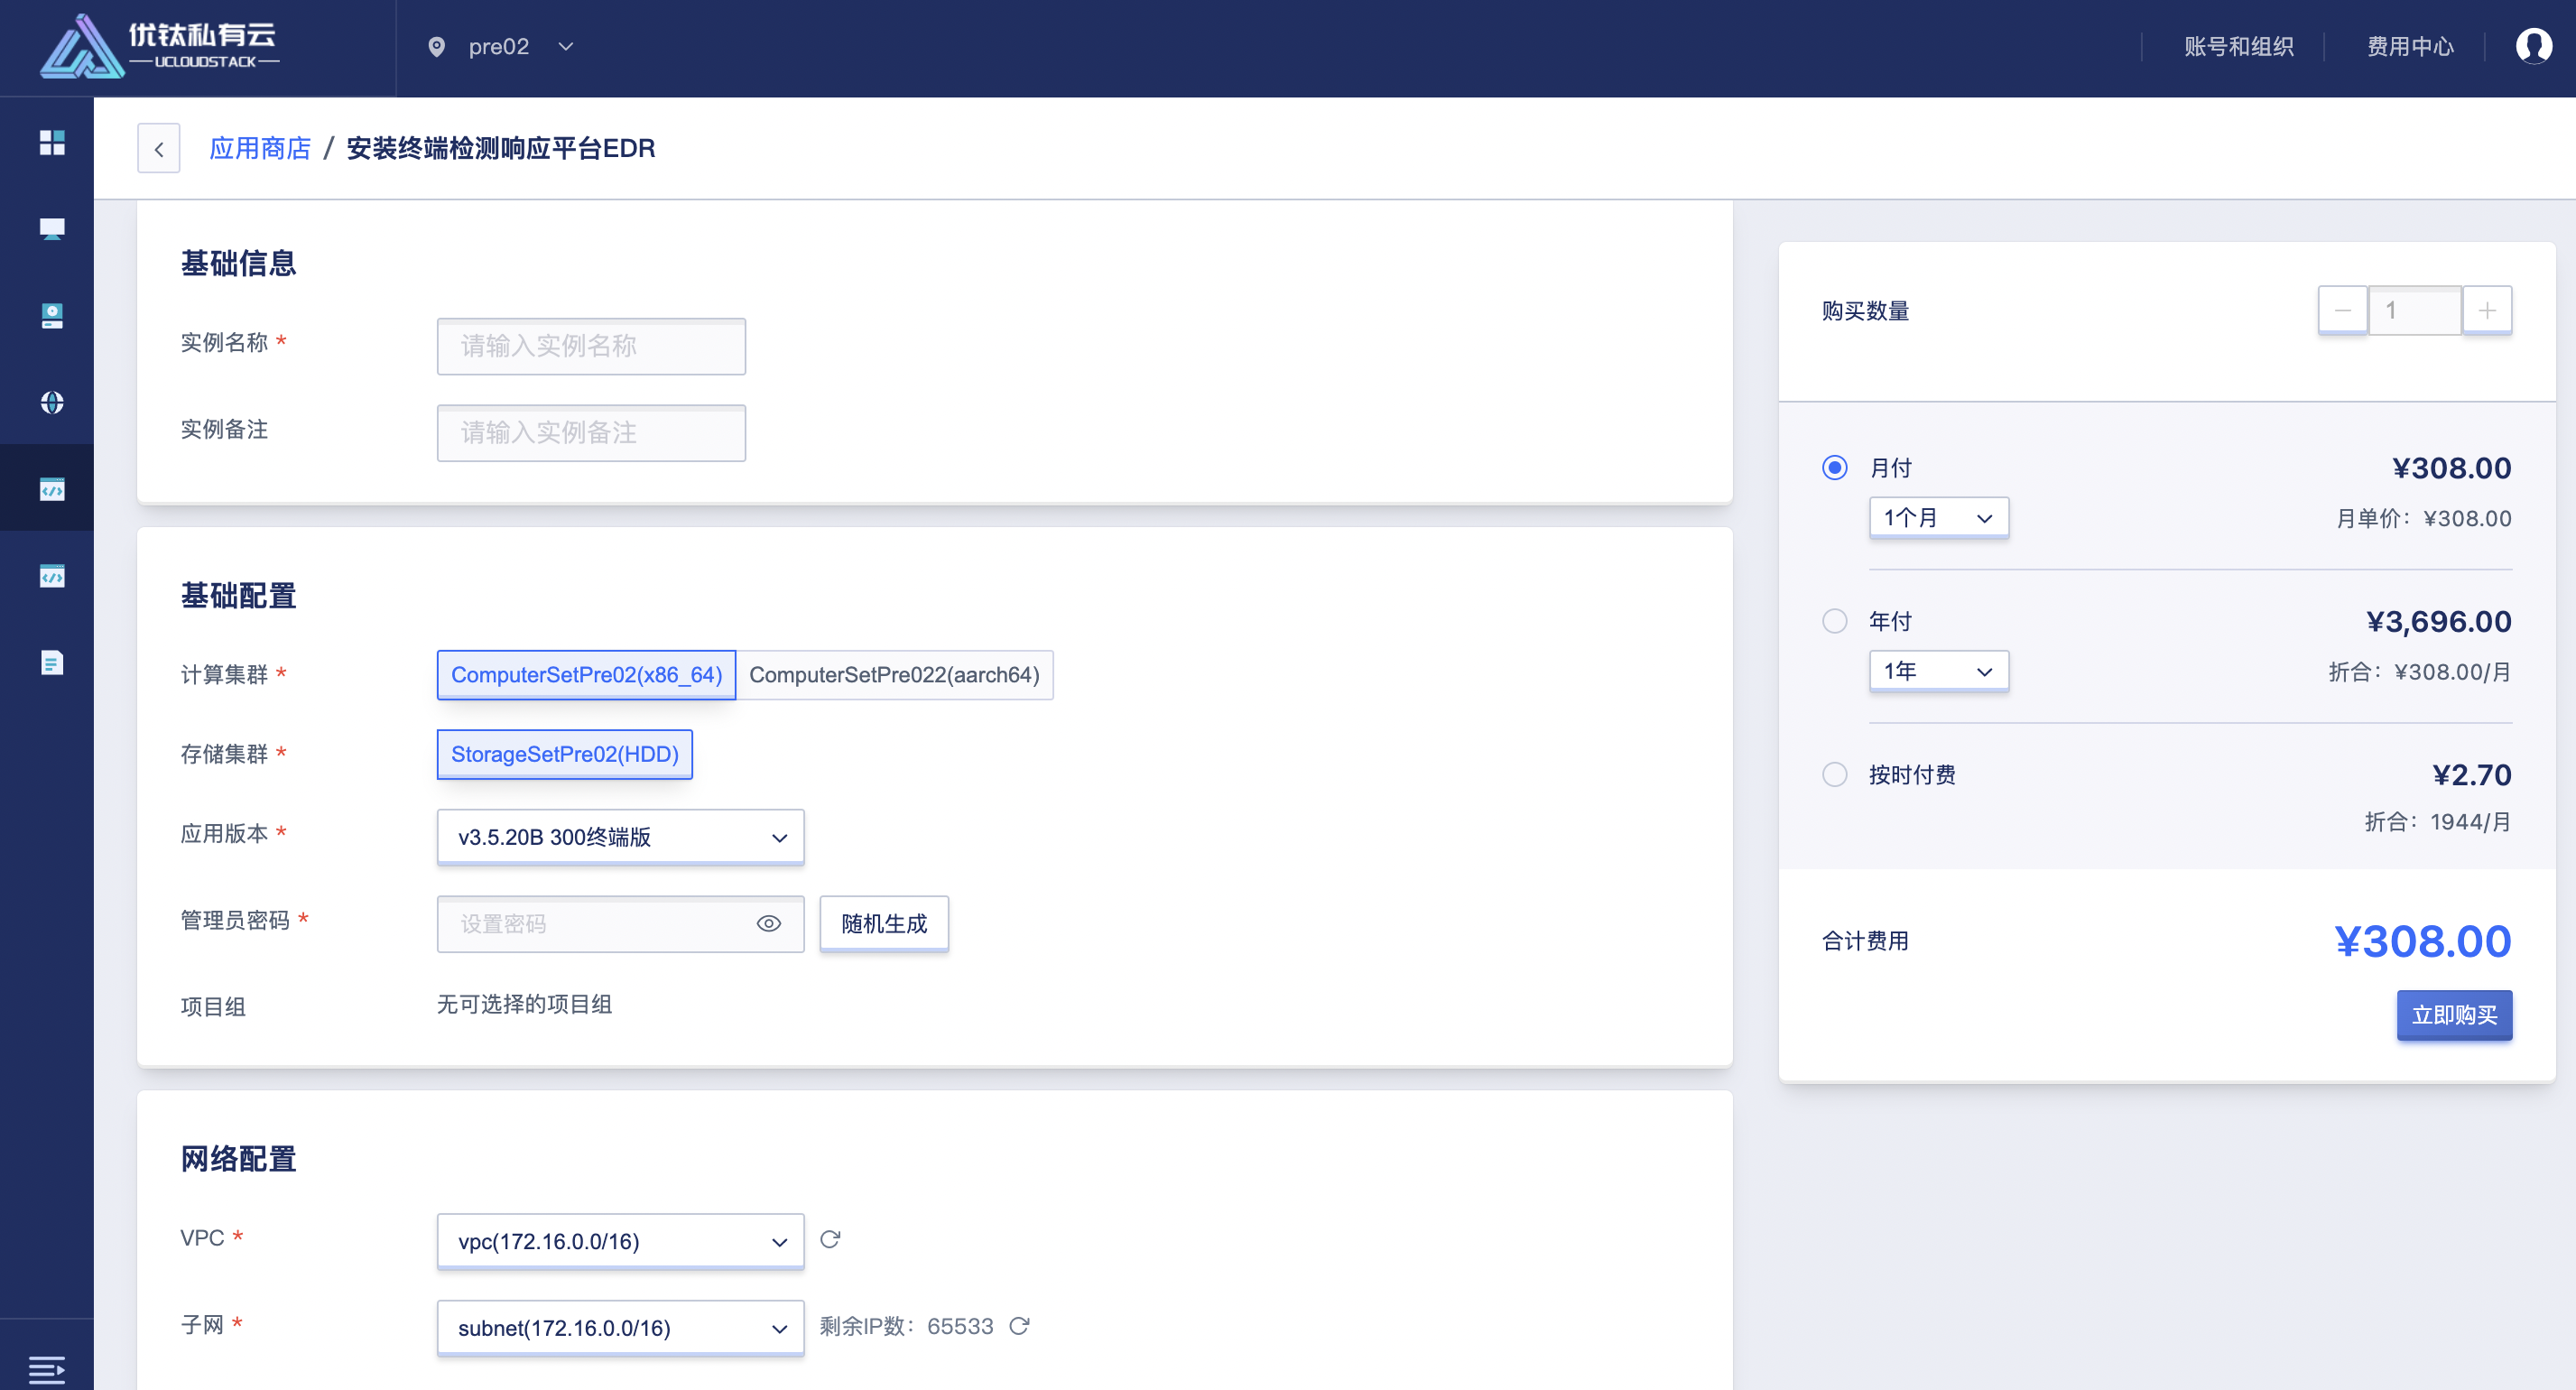 优钛私有云
UCLOUDSTACK
pre02
账号和组织
费用中心
应用商店 / 安装终端检测响应平台EDR
基础信息
实例名称 *
请输入实例名称
实例备注
请输入实例备注
基础配置
计算集群 *
ComputerSetPre02(x86_64)
ComputerSetPre022(aarch64)
存储集群 *
StorageSetPre02(HDD)
应用版本 *
v3.5.20B 300终端版
管理员密码 *
设置密码
随机生成
项目组
无可选择的项目组
网络配置
VPC *
vpc(172.16.0.0/16)
子网 *
subnet(172.16.0.0/16)
剩余IP数：65533
购买数量
1
月付
¥308.00
1个月
月单价：¥308.00
年付
¥3,696.00
1年
折合：¥308.00/月
按时付费
¥2.70
折合：1944/月
合计费用
¥308.00
立即购买